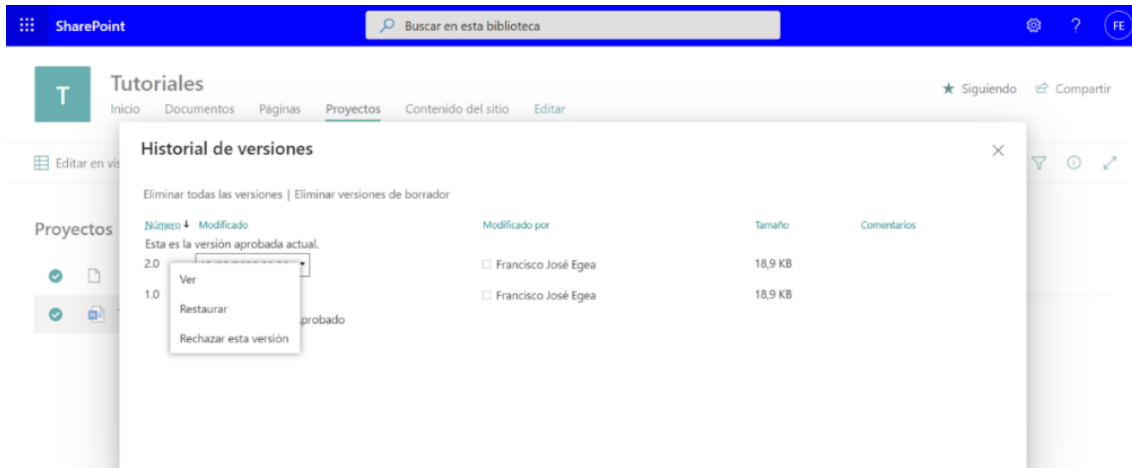 SharePoint
Buscar en esta biblioteca
?
FE
T
Tutoriales
Inicio Documentos Páginas Proyectos Contenido del sitio Editar
Siguiendo Compartir
Editar en
Historial de versiones
Eliminar todas las versiones | Eliminar versiones de borrador
Proyectos
Número Modificado Modificado por Tamaño Comentarios
Esta es la versión aprobada actual.
2.0 Francisco José Egea 18,9 KB
Ver
1.0 Francisco José Egea 18,9 KB
Restaurar
Rechazar esta versión